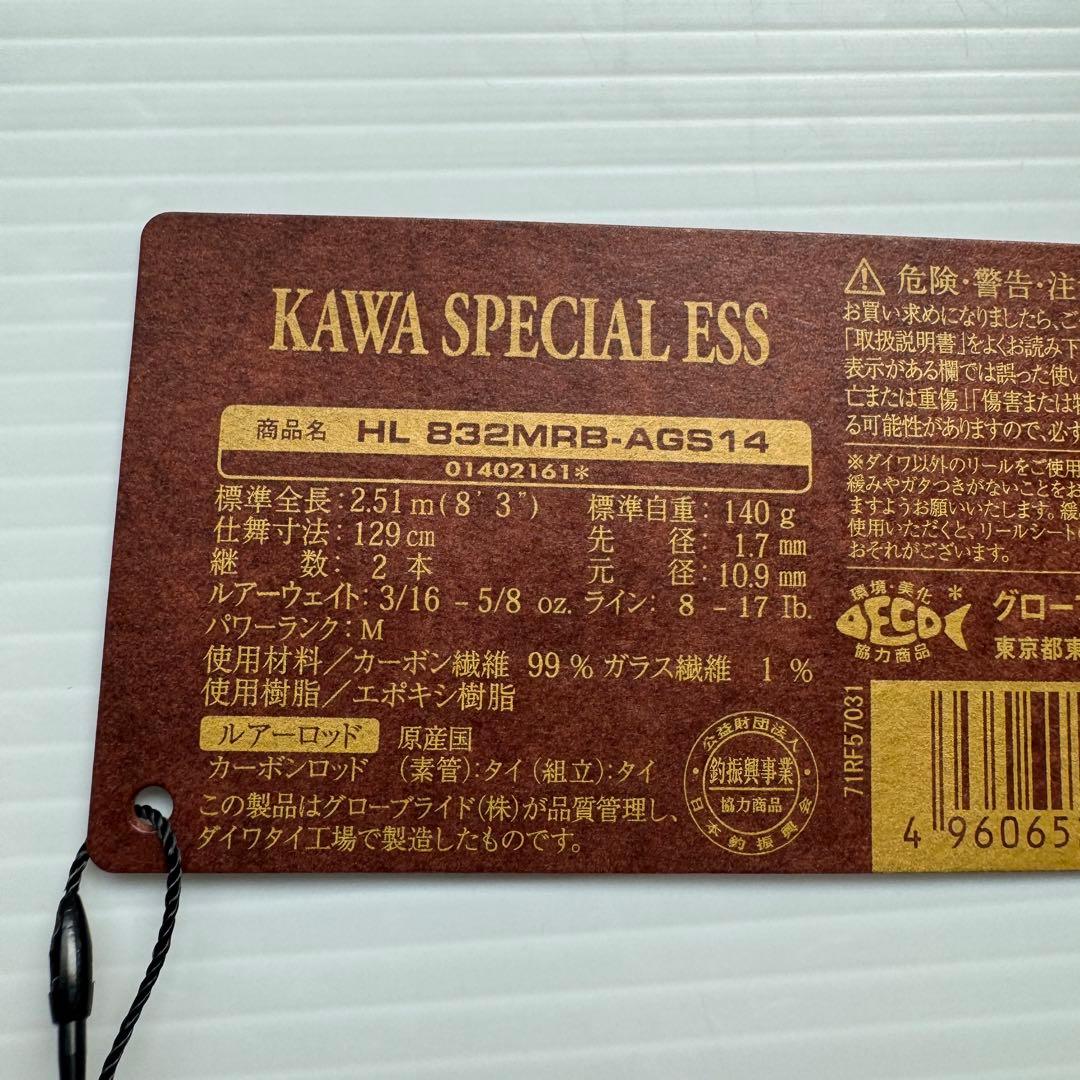 KAWA SPECIAL ESS
商品名 HL 832MRB-AGS14
01402161*
標準全長:2.51m(8' 3") 標準自重:140g
仕舞寸法:129cm 先 径:1.7mm
継 数:2 本 元 径:10.9mm
ルアーウェイト:3/16 - 5/8 oz. ライン: 8 - 17 lb.
パワーランク:M
使用材料/カーボン繊維 99% ガラス繊維 1%
使用樹脂/エポキシ樹脂
ルアーロッド 原産国
カーボンロッド (素管):タイ(組立):タイ
この製品はグローブライド(株)が品質管理し、
ダイワタイ工場で製造したものです。
公益財団法人
釣振興事業
協力商品
日本釣振興会
⚠ 危険・警告・注
お買い求めになりましたら、ご
「取扱説明書」をよくお読み下
表示がある欄では誤った使い
亡または重傷」「傷害または物
る可能性がありますので、必ず
※ダイワ以外のリールをご使用
緩みやガタつきがないことをお
ますようお願いいたします。緩
使用いただくと、リールシート
おそれがございます。
環境・美化 *
DECO
協力商品
グロー
東京都東
71RF57031
4 96065